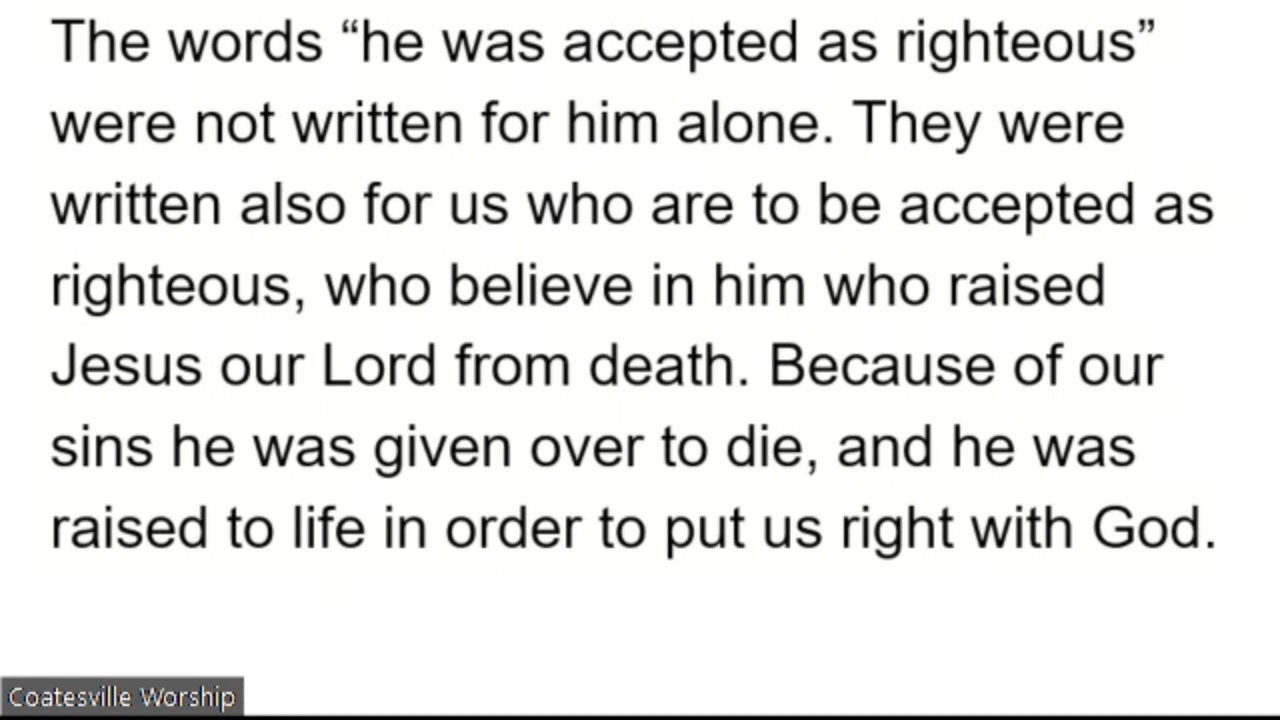 The words “he was accepted as righteous”
were not written for him alone. They were
written also for us who are to be accepted as
righteous, who believe in him who raised
Jesus our Lord from death. Because of our
sins he was given over to die, and he was
raised to life in order to put us right with God.
Coatesville Worship